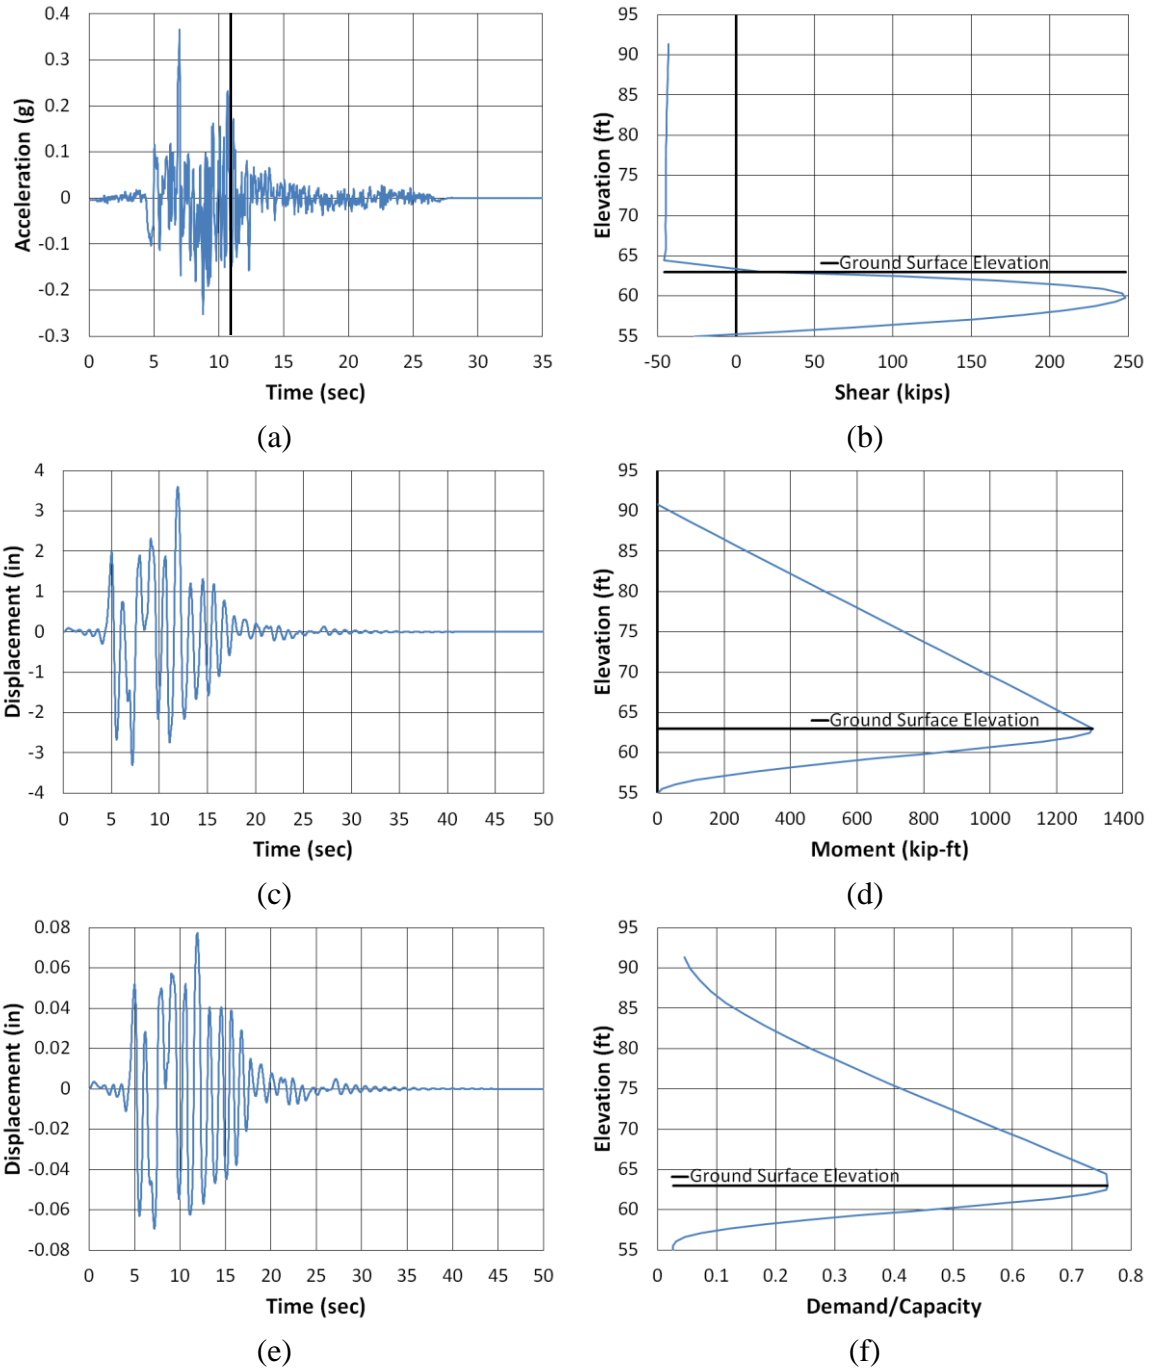 0.4
0.3
0.2
0.1
0
-0.1
-0.2
-0.3
Acceleration (g)
0 5 10 15 20 25 30 35
Time (sec)
(a)
95
90
85
80
75
70
65
60
55
Elevation (ft)
Ground Surface Elevation
-50 0 50 100 150 200 250
Shear (kips)
(b)
4
3
2
1
0
-1
-2
-3
-4
Displacement (in)
0 5 10 15 20 25 30 35 40 45 50
Time (sec)
(c)
95
90
85
80
75
70
65
60
55
Elevation (ft)
Ground Surface Elevation
0 200 400 600 800 1000 1200 1400
Moment (kip-ft)
(d)
0.08
0.06
0.04
0.02
0
-0.02
-0.04
-0.06
-0.08
Displacement (in)
0 5 10 15 20 25 30 35 40 45 50
Time (sec)
(e)
95
90
85
80
75
70
65
60
55
Elevation (ft)
Ground Surface Elevation
0 0.1 0.2 0.3 0.4 0.5 0.6 0.7 0.8
Demand/Capacity
(f)